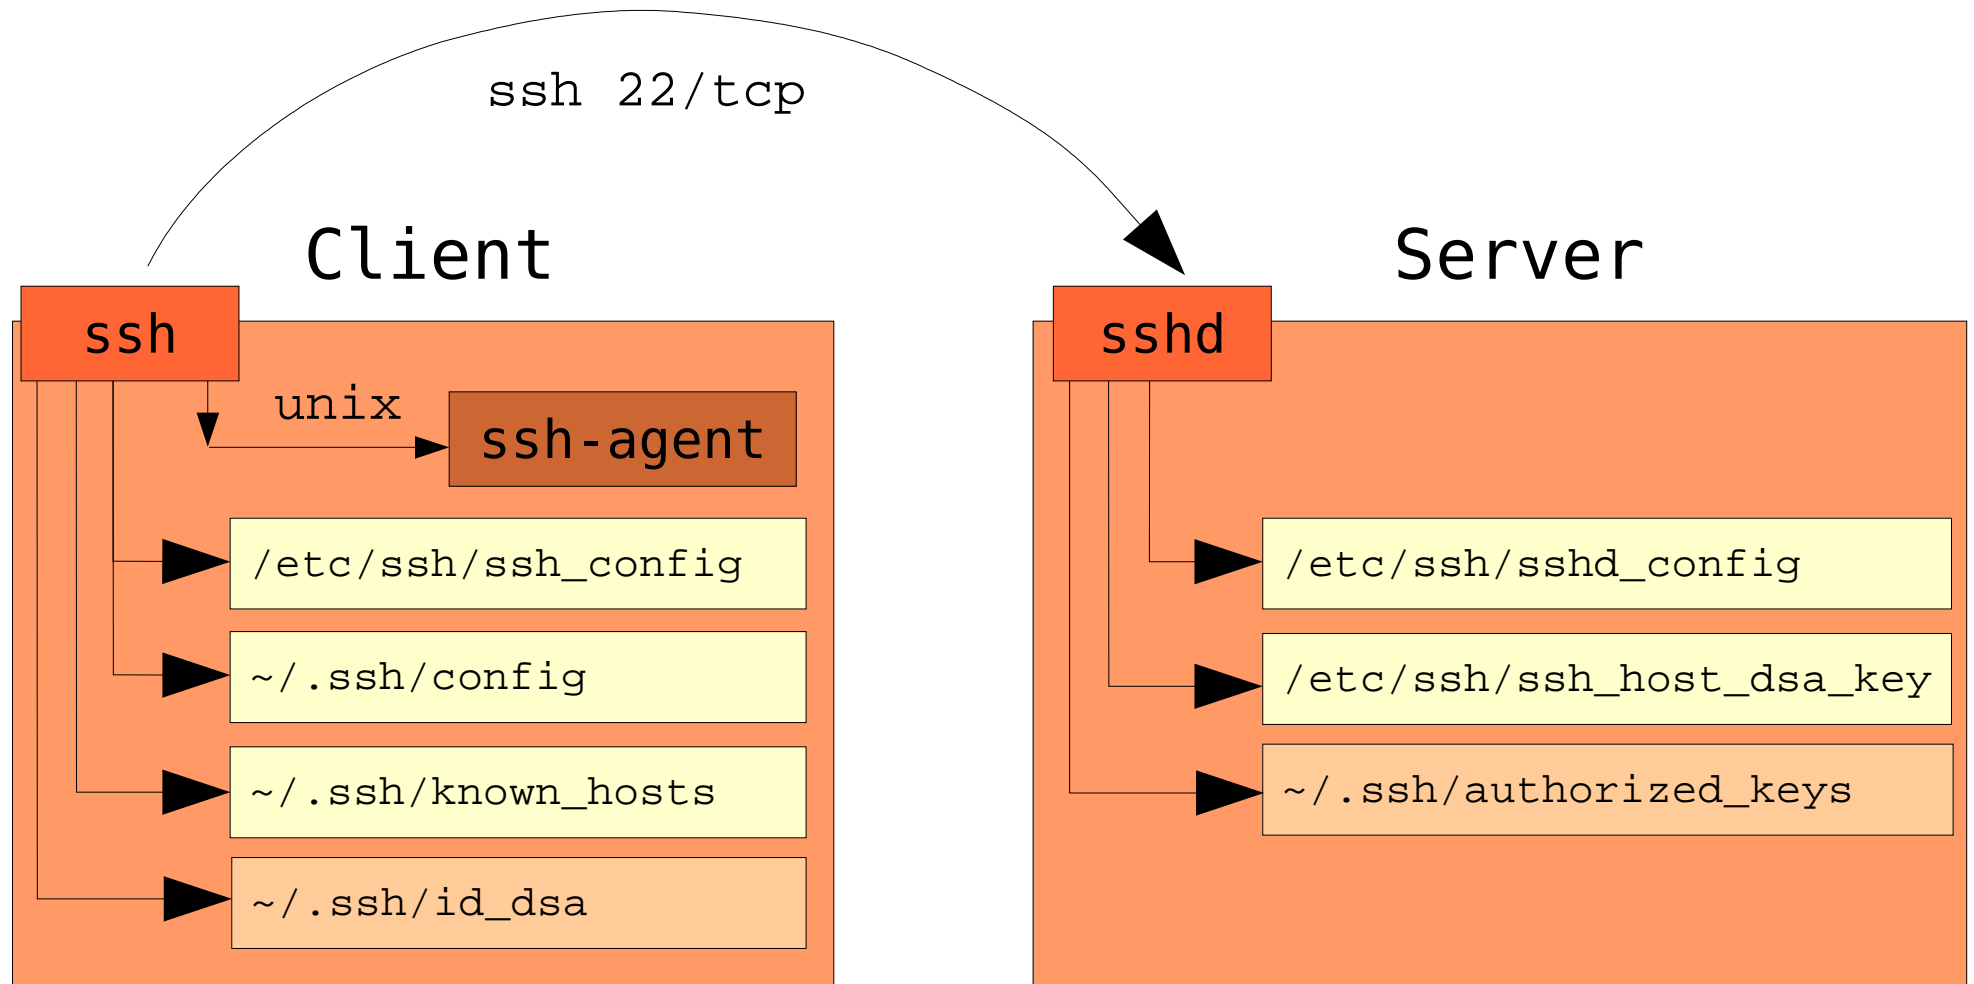 ssh 22/tcp
Client
Server
ssh
sshd
unix
ssh-agent
/etc/ssh/ssh_config
~/.ssh/config
~/.ssh/known_hosts
~/.ssh/id_dsa
/etc/ssh/sshd_config
/etc/ssh/ssh_host_dsa_key
~/.ssh/authorized_keys